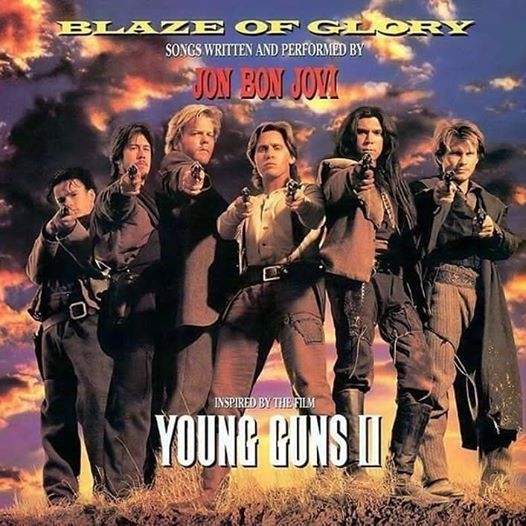 BLAZE OF GLORY
SONGS WRITTEN AND PERFORMED BY
JON BON JOVI
INSPIRED BY THE FILM
YOUNG GUNS II